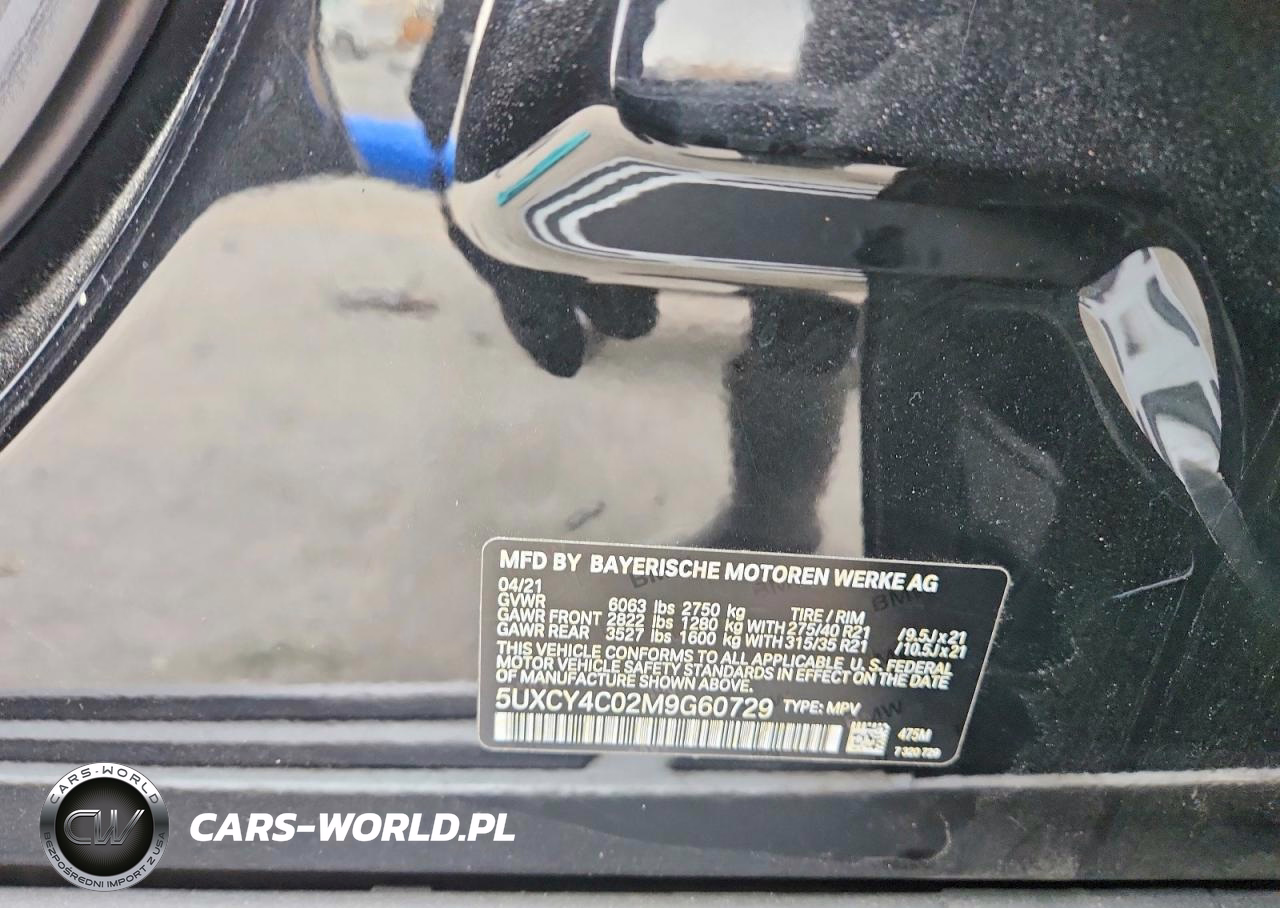 MFD BY BAYERISCHE MOTOREN WERKE AG
04/21
GVWR 6063 lbs 2750 kg TIRE / RIM
GAWR FRONT 2822 lbs 1280 kg WITH 275/40 R21 /9.5J x 21
GAWR REAR 3527 lbs 1600 kg WITH 315/35 R21 /10.5J x 21
THIS VEHICLE CONFORMS TO ALL APPLICABLE U.S. FEDERAL
MOTOR VEHICLE SAFETY STANDARDS IN EFFECT ON THE DATE
OF MANUFACTURE SHOWN ABOVE.
5UXCY4C02M9G60729 TYPE: MPV
475M
7 320 729
CARS-WORLD
CW
BEZPOŚREDNI IMPORT Z USA
CARS-WORLD.PL